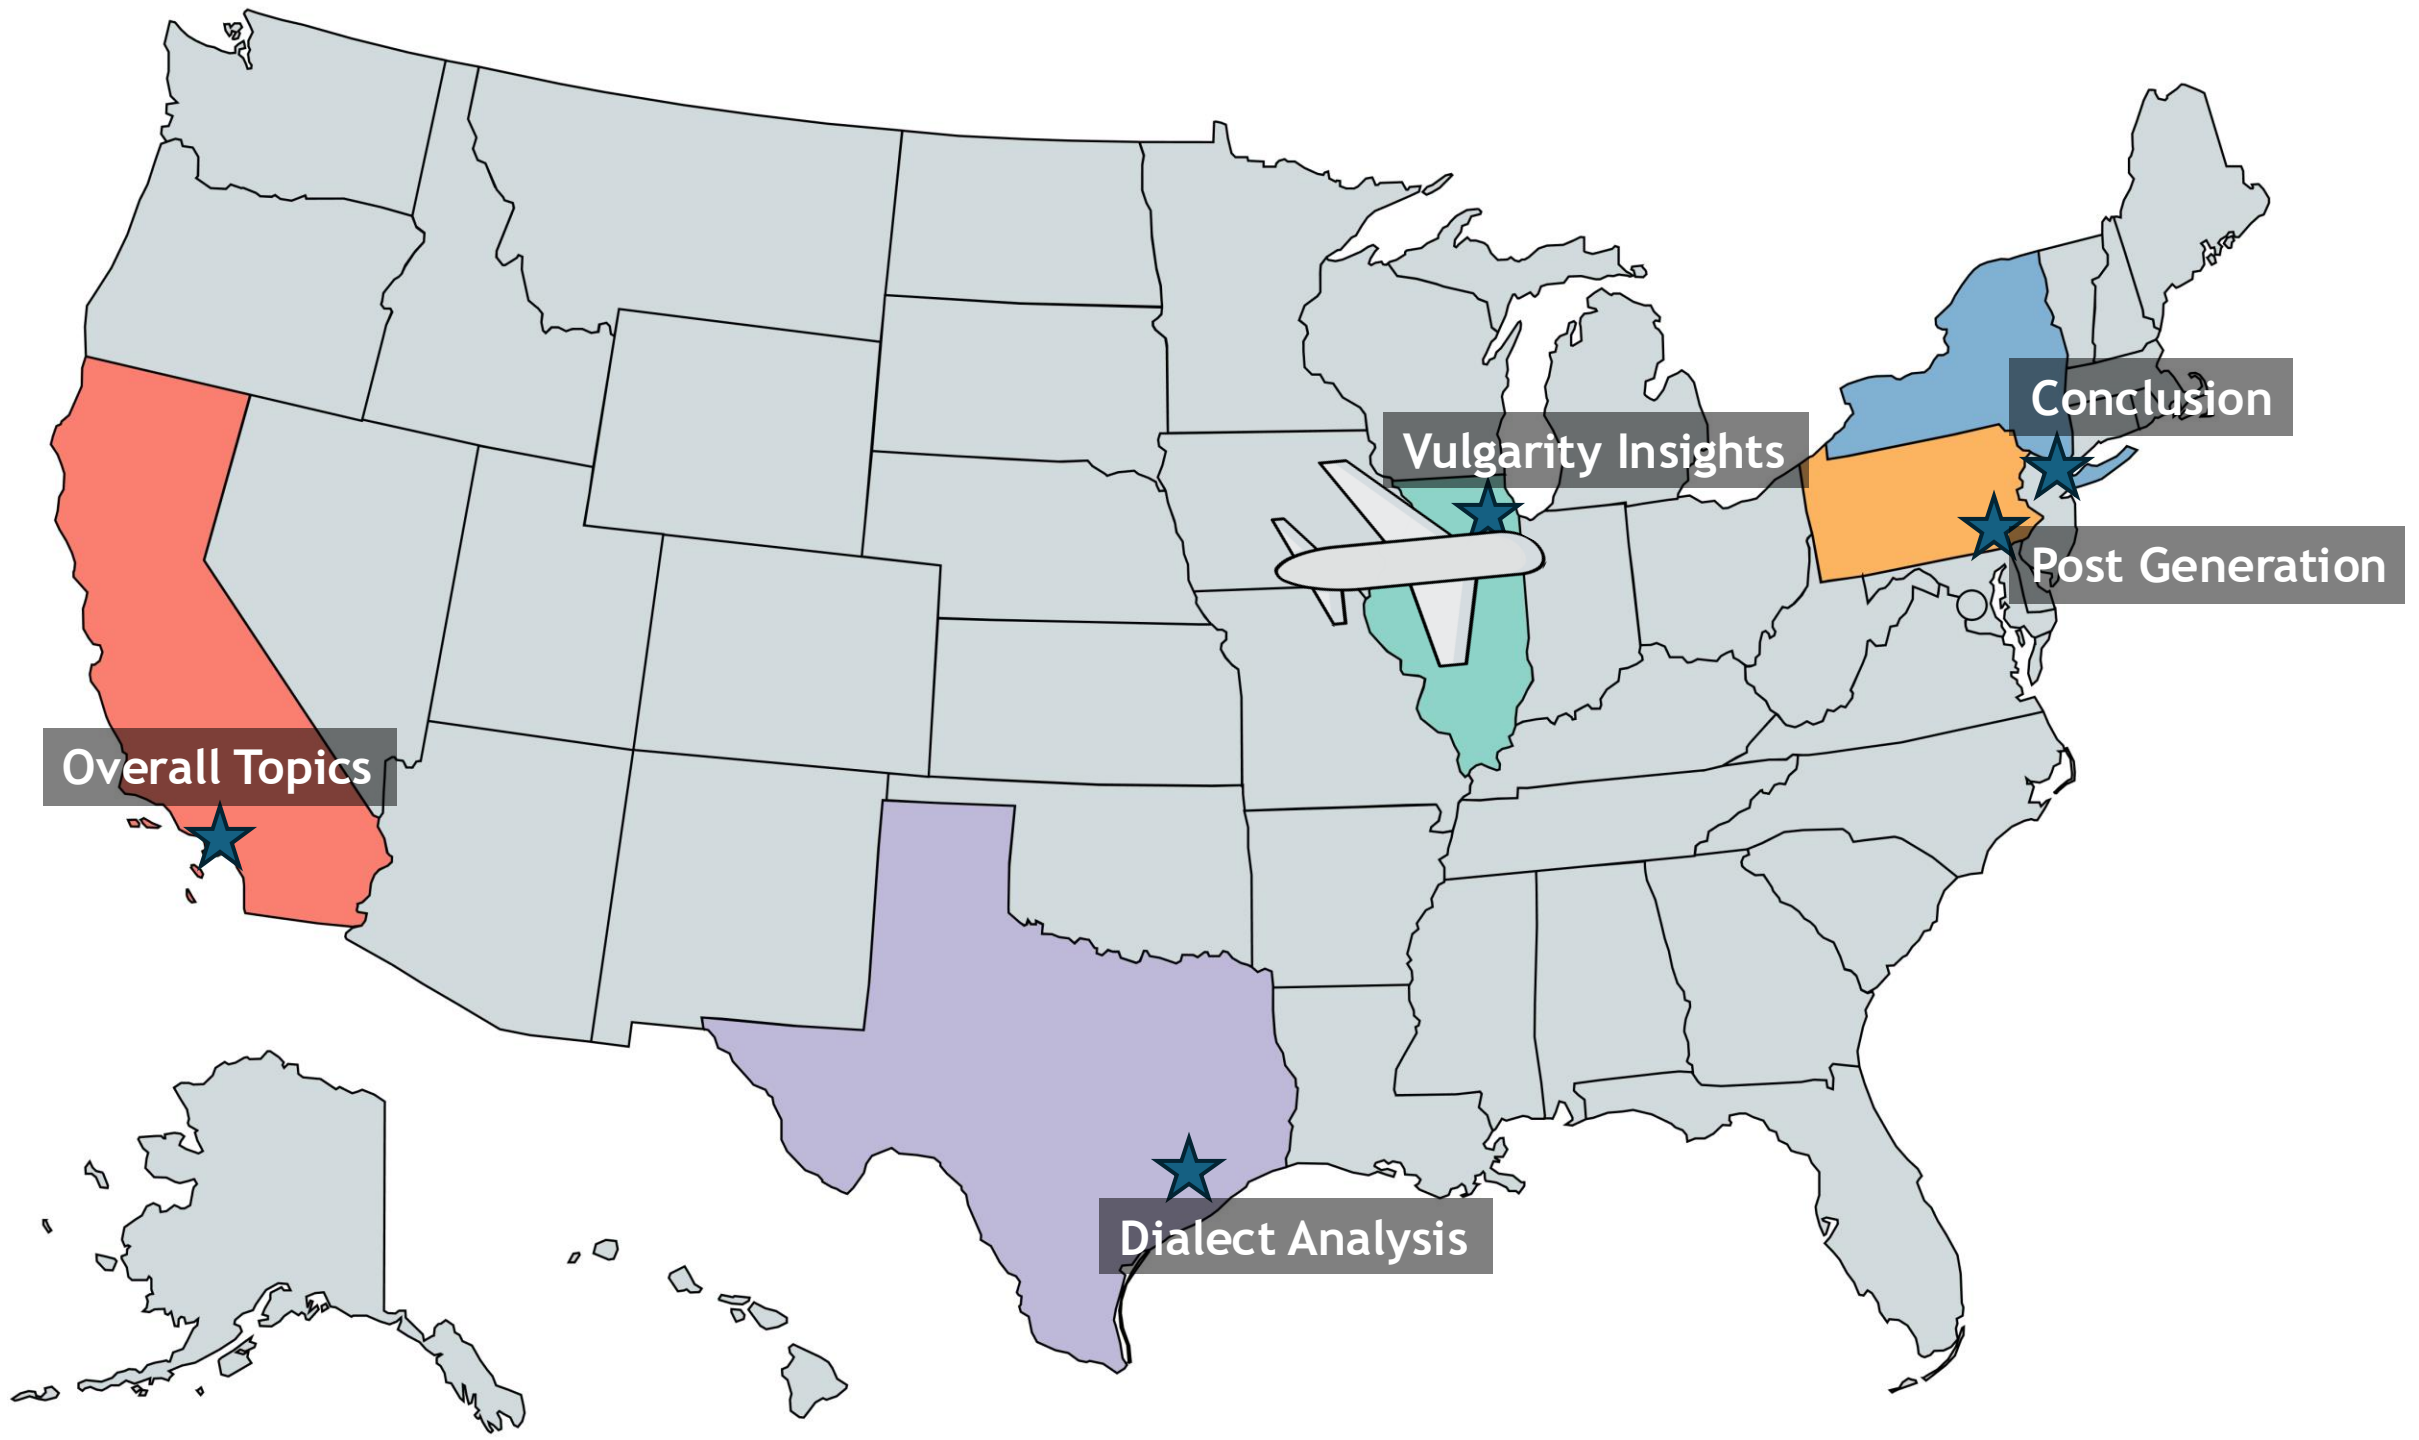 Conclusion
Vulgarity Insights
Post Generation
Overall Topics
Dialect Analysis